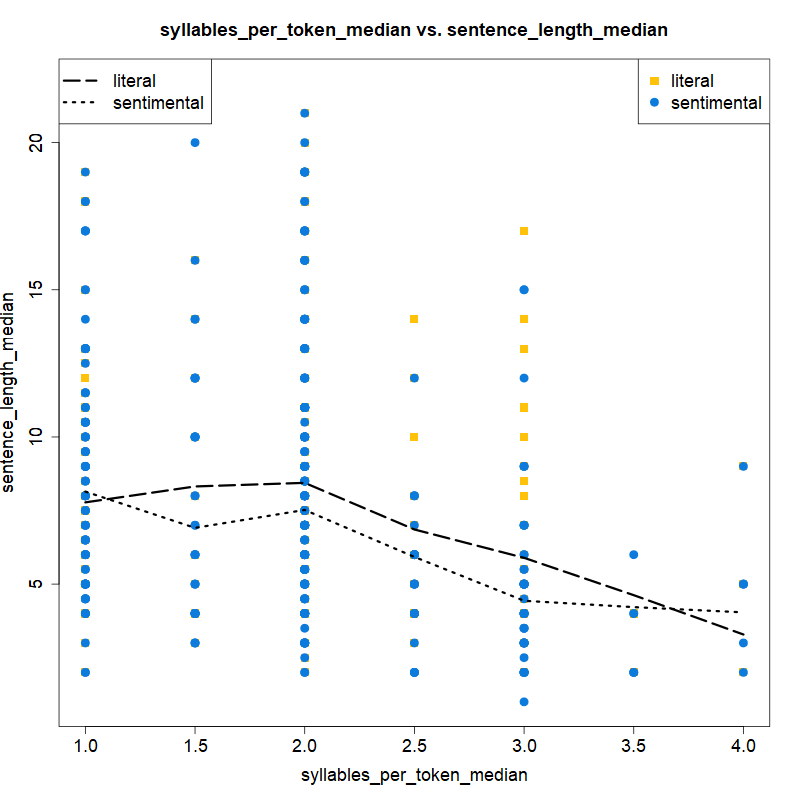 syllables_per_token_median vs. sentence_length_median
literal
sentimental
literal
sentimental
sentence_length_median
20
15
10
5
1.0 1.5 2.0 2.5 3.0 3.5 4.0
syllables_per_token_median